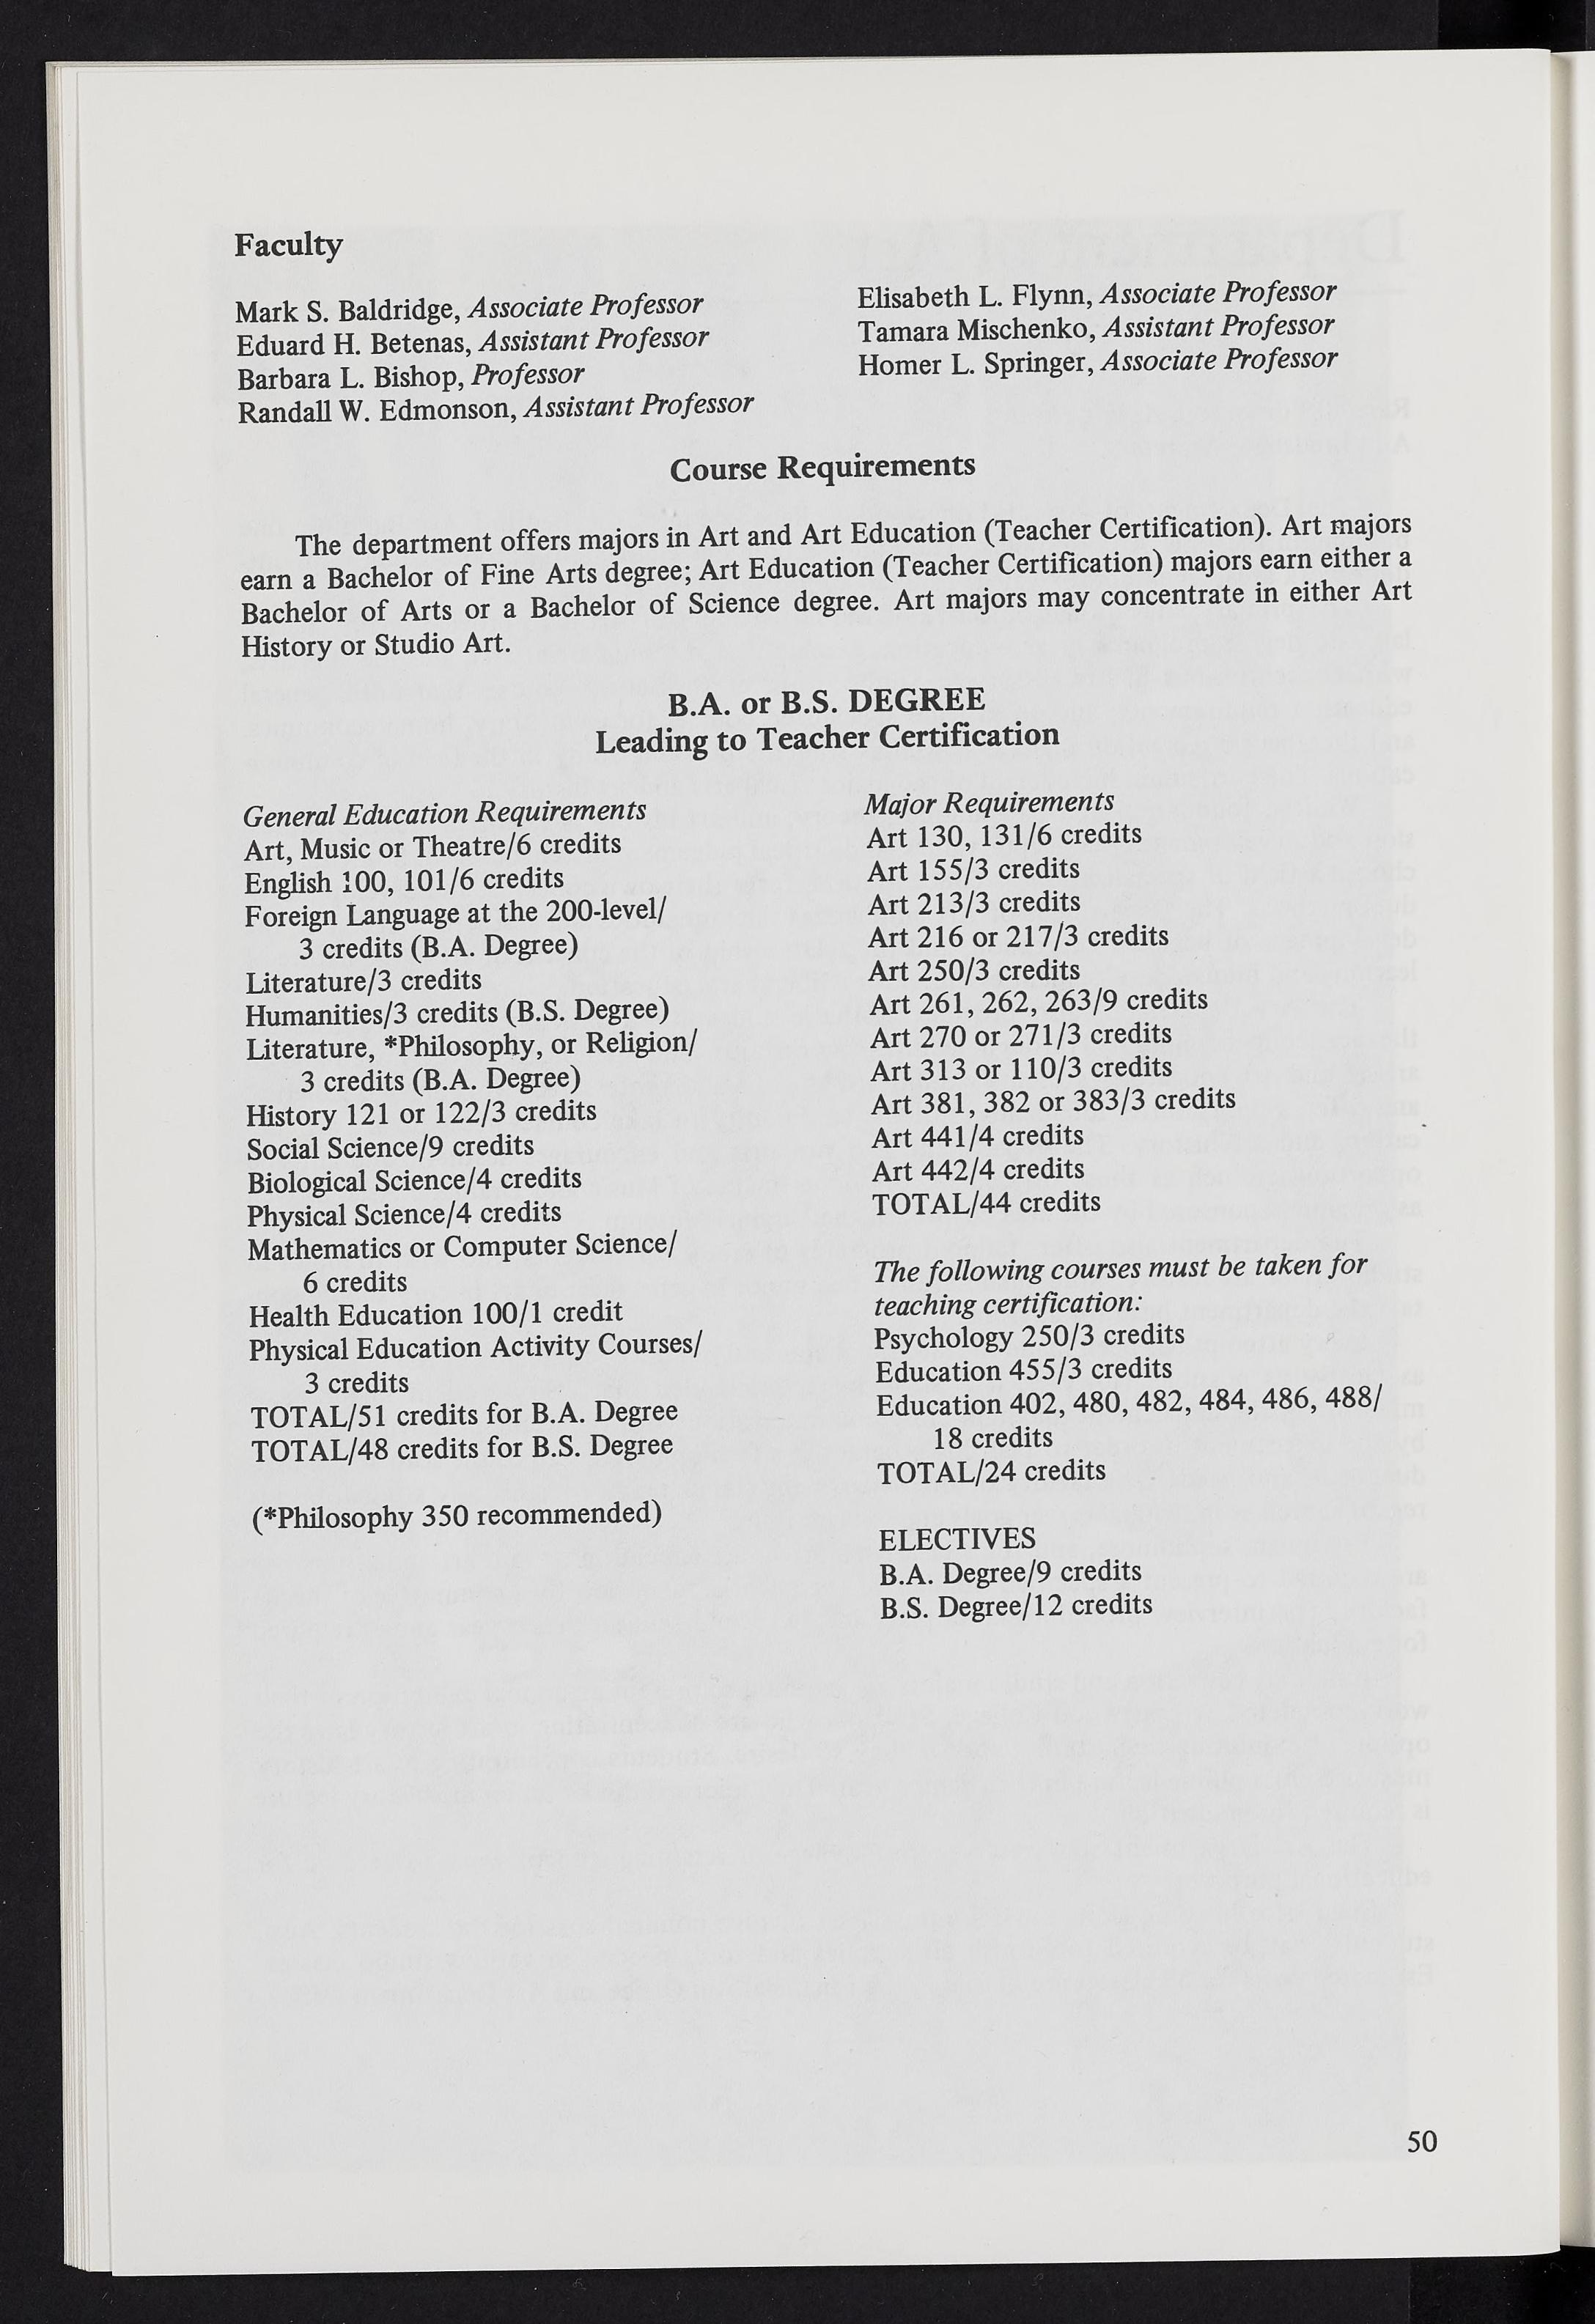 Faculty
Mark S. Baldridge, Associate Professor
Eduard H. Betenas, Assistant Professor
Barbara L. Bishop, Professor
Randall W. Edmonson, Assistant Professor
Elisabeth L. Flynn, Associate Professor
Tamara Mischenko, Assistant Professor
Homer L. Springer, Associate Professor
Course Requirements
The department offers majors in Art and Art Education (Teacher Certification). Art majors
earn a Bachelor of Fine Arts degree; Art Education (Teacher Certification) majors earn either a
Bachelor of Arts or a Bachelor of Science degree. Art majors may concentrate in either Art
History or Studio Art.
B.A. or B.S. DEGREE
Leading to Teacher Certification
General Education Requirements
Art, Music or Theatre/6 credits
English 100, 101/6 credits
Foreign Language at the 200-level/
3 credits (B.A. Degree)
Literature/3 credits
Humanities/3 credits (B.S. Degree)
Literature, *Philosophy, or Religion/
3 credits (B.A. Degree)
History 121 or 122/3 credits
Social Science/9 credits
Biological Science/4 credits
Physical Science/4 credits
Mathematics or Computer Science/
6 credits
Health Education 100/1 credit
Physical Education Activity Courses/
3 credits
TOTAL/51 credits for B.A. Degree
TOTAL/48 credits for B.S. Degree
(*Philosophy 350 recommended)
Major Requirements
Art 130, 131/6 credits
Art 155/3 credits
Art 213/3 credits
Art 216 or 217/3 credits
Art 250/3 credits
Art 261, 262, 263/9 credits
Art 270 or 271/3 credits
Art 313 or 110/3 credits
Art 381, 382 or 383/3 credits
Art 441/4 credits
Art 442/4 credits
TOTAL/44 credits
The following courses must be taken for
teaching certification:
Psychology 250/3 credits
Education 455/3 credits
Education 402, 480, 482, 484, 486, 488/
18 credits
TOTAL/24 credits
ELECTIVES
B.A. Degree/9 credits
B.S. Degree/12 credits
50